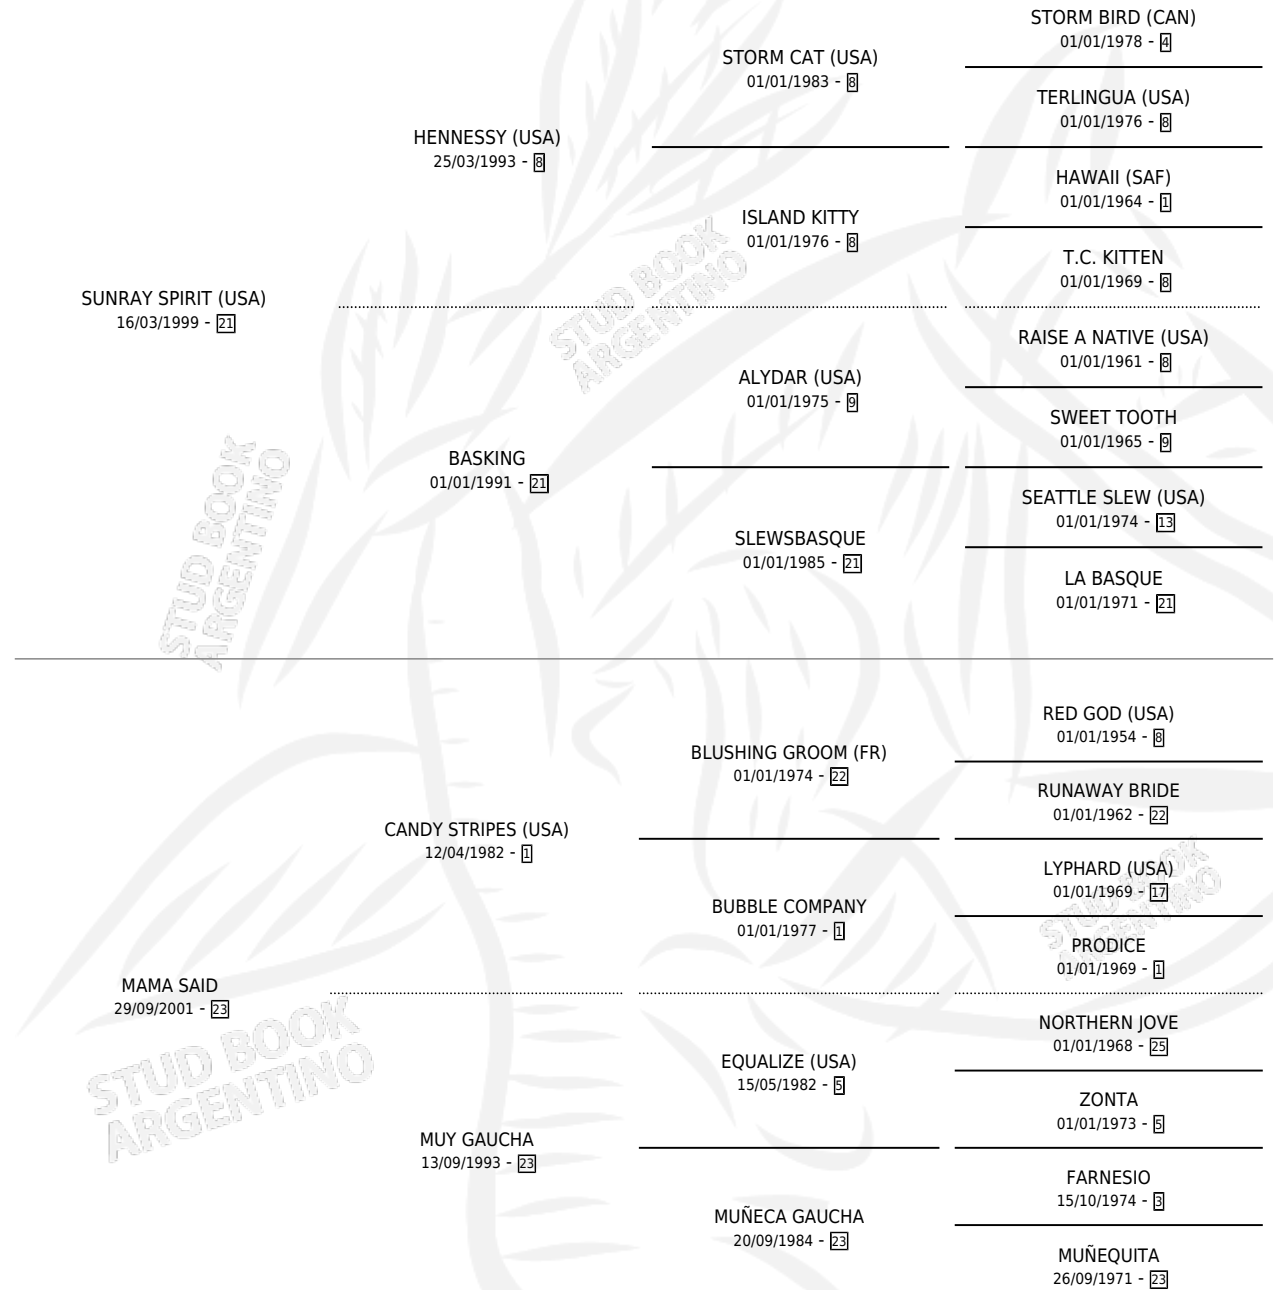 STORM BIRD (CAN)
01/01/1978 - 4
STORM CAT (USA)
01/01/1983 - 8
TERLINGUA (USA)
01/01/1976 - 8
HENNESSY (USA)
25/03/1993 - 8
HAWAII (SAF)
01/01/1964 - 1
ISLAND KITTY
01/01/1976 - 8
T.C. KITTEN
01/01/1969 - 8
SUNRAY SPIRIT (USA)
16/03/1999 - 21
RAISE A NATIVE (USA)
01/01/1961 - 8
ALYDAR (USA)
01/01/1975 - 9
SWEET TOOTH
01/01/1965 - 9
BASKING
01/01/1991 - 21
SEATTLE SLEW (USA)
01/01/1974 - 13
SLEWSBASQUE
01/01/1985 - 21
LA BASQUE
01/01/1971 - 21
RED GOD (USA)
01/01/1954 - 8
BLUSHING GROOM (FR)
01/01/1974 - 22
RUNAWAY BRIDE
01/01/1962 - 22
CANDY STRIPES (USA)
12/04/1982 - 1
LYPHARD (USA)
01/01/1969 - 17
BUBBLE COMPANY
01/01/1977 - 1
PRODICE
01/01/1969 - 1
MAMA SAID
29/09/2001 - 23
NORTHERN JOVE
01/01/1968 - 25
EQUALIZE (USA)
15/05/1982 - 5
ZONTA
01/01/1973 - 5
MUY GAUCHA
13/09/1993 - 23
FARNESIO
15/10/1974 - 3
MUÑECA GAUCHA
20/09/1984 - 23
MUÑEQUITA
26/09/1971 - 23
STUD BOOK
ARGENTINO
STUD BOOK
ARGENTINO
STUD BOOK
ARGENTINO
STUD BOOK
ARGENTINO